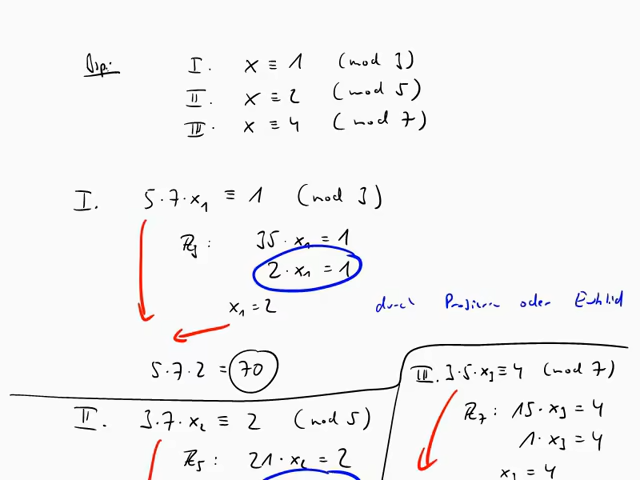 Bsp:
I. x ≡ 1 (mod 3)
II. x ≡ 2 (mod 5)
III. x ≡ 4 (mod 7)
I. 5·7·x₁ ≡ 1 (mod 3)
ℤ₃: 35·x₁ = 1
2·x₁ = 1
x₁ = 2
durch Probieren oder Euklid
5·7·2 = 70
II. 3·7·x₂ ≡ 2 (mod 5)
ℤ₅: 21·x₂ = 2
III. 3·5·x₃ ≡ 4 (mod 7)
ℤ₇: 15·x₃ = 4
1·x₃ = 4
x₃ = 4